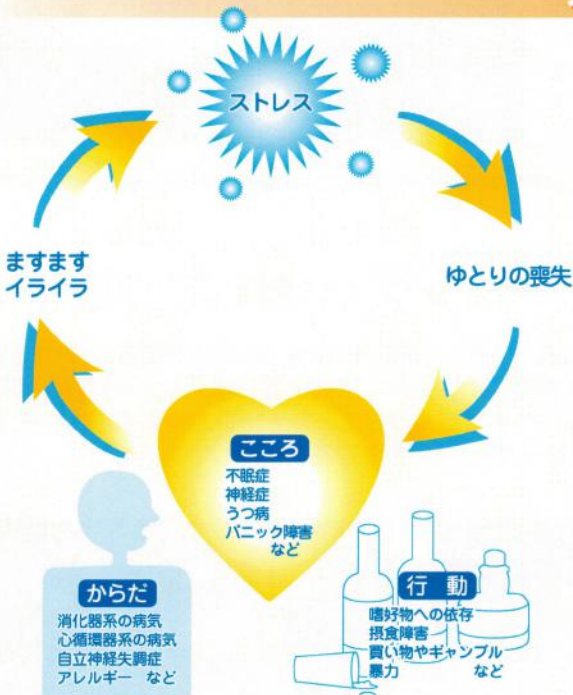 ストレス
ゆとりの喪失
ますます
イライラ
こころ
不眠症
神経症
うつ病
パニック障害
など
からだ
消化器系の病気
心循環器系の病気
自立神経失調症
アレルギー など
行 動
嗜好物への依存
摂食障害
買い物やギャンブル
暴力 など